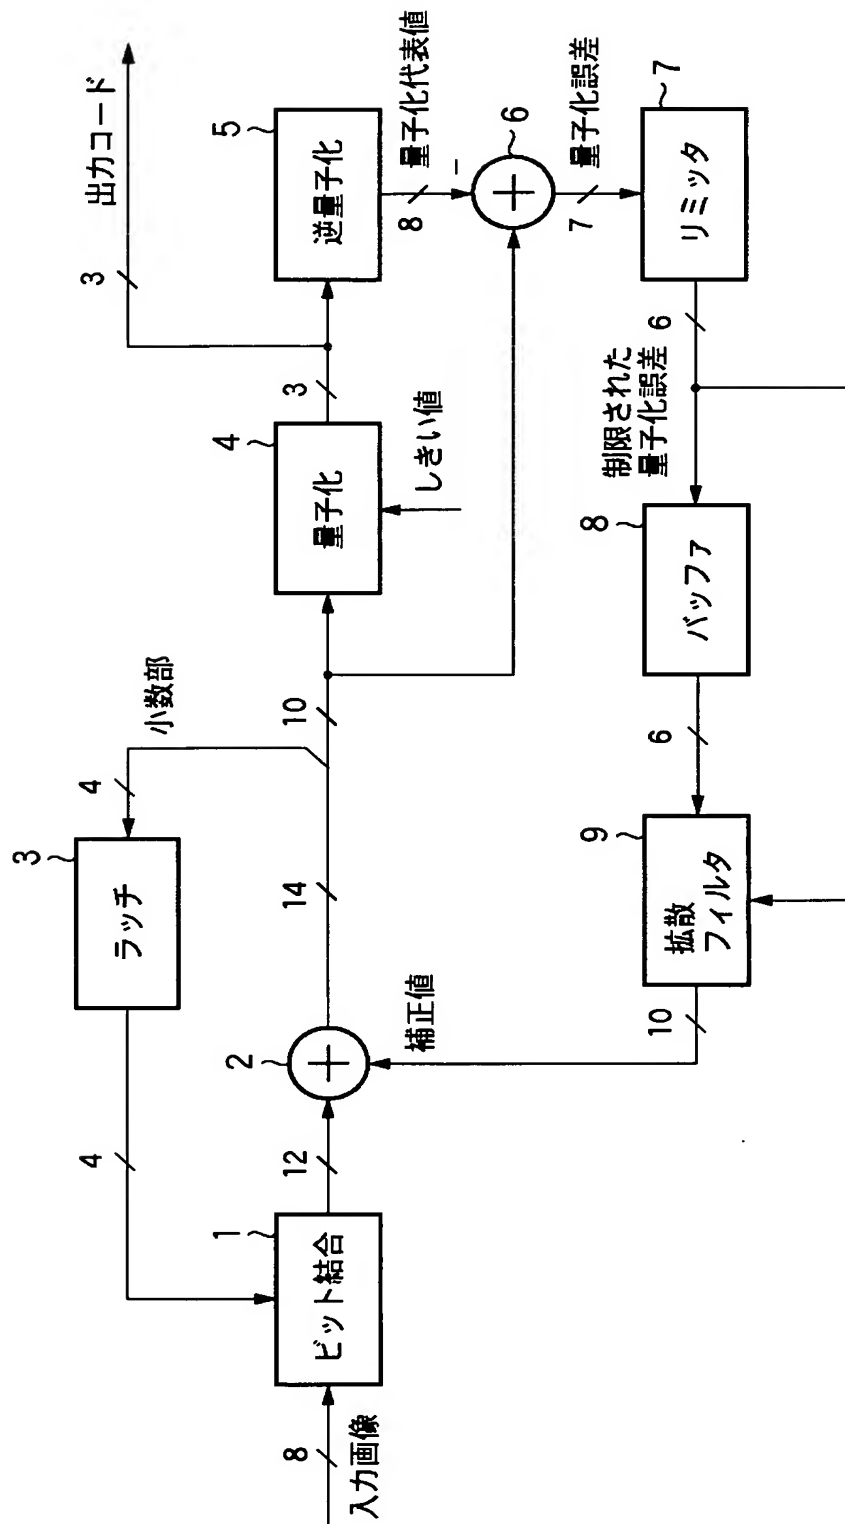 入力画像
8
1
ビット結合
12
2
＋
補正値
14
3
ラッチ
4
4
小数部
10
4
量子化
しきい値
3
3
出力コード
5
逆量子化
8
量子化代表値
−
6
＋
7
量子化誤差
7
リミッタ
6
制限された
量子化誤差
8
バッファ
6
9
拡散
フィルタ
10